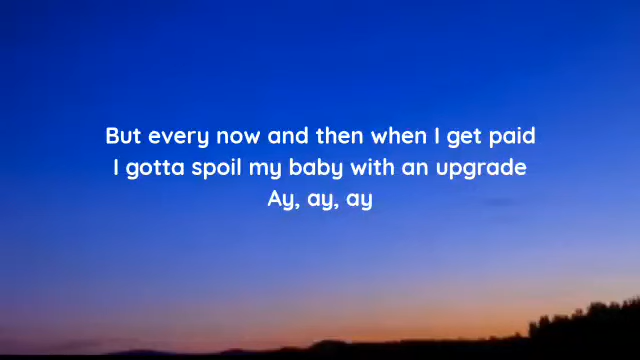 But every now and then when I get paid
I gotta spoil my baby with an upgrade
Ay, ay, ay